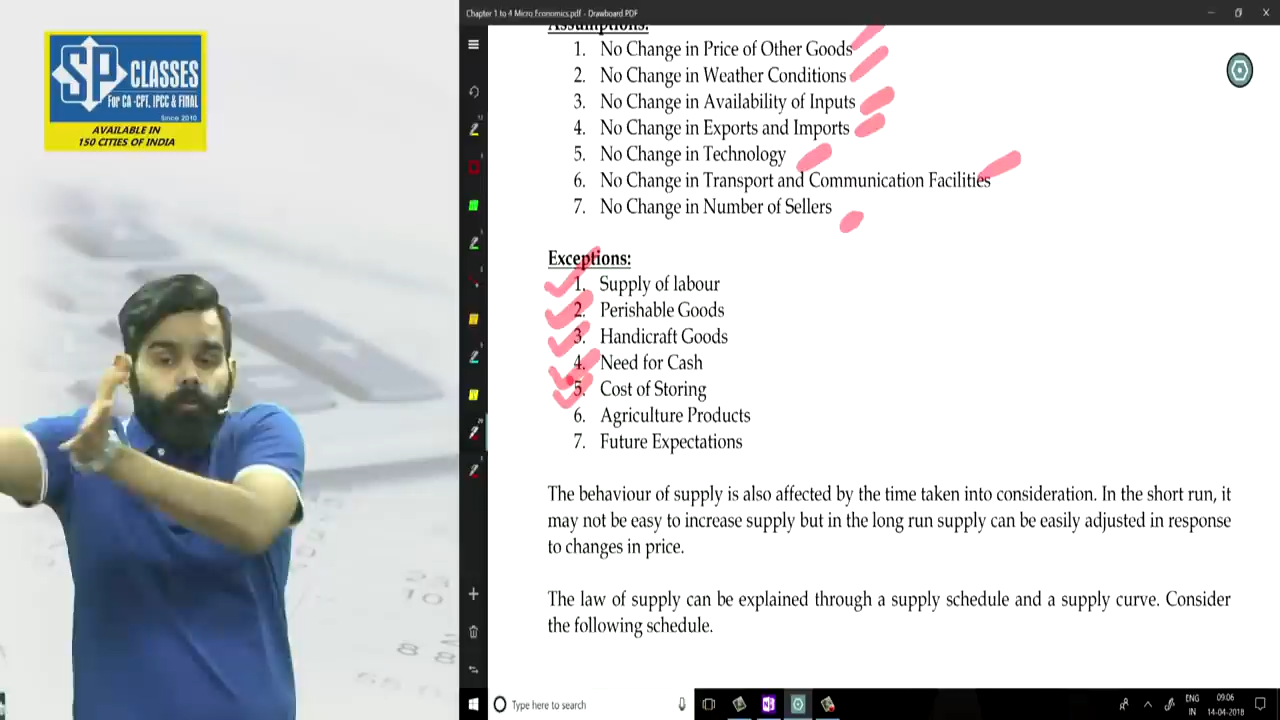 Chapter 1 to 4 Micro Economics.pdf - Drawboard PDF
SP CLASSES
For CA -CPT, IPCC & FINAL
Since 2010
AVAILABLE IN
150 CITIES OF INDIA
Assumptions:
1. No Change in Price of Other Goods
2. No Change in Weather Conditions
3. No Change in Availability of Inputs
4. No Change in Exports and Imports
5. No Change in Technology
6. No Change in Transport and Communication Facilities
7. No Change in Number of Sellers
Exceptions:
1. Supply of labour
2. Perishable Goods
3. Handicraft Goods
4. Need for Cash
5. Cost of Storing
6. Agriculture Products
7. Future Expectations
The behaviour of supply is also affected by the time taken into consideration. In the short run, it
may not be easy to increase supply but in the long run supply can be easily adjusted in response
to changes in price.
The law of supply can be explained through a supply schedule and a supply curve. Consider
the following schedule.
Type here to search
ENG
IN
09:06
14-04-2018